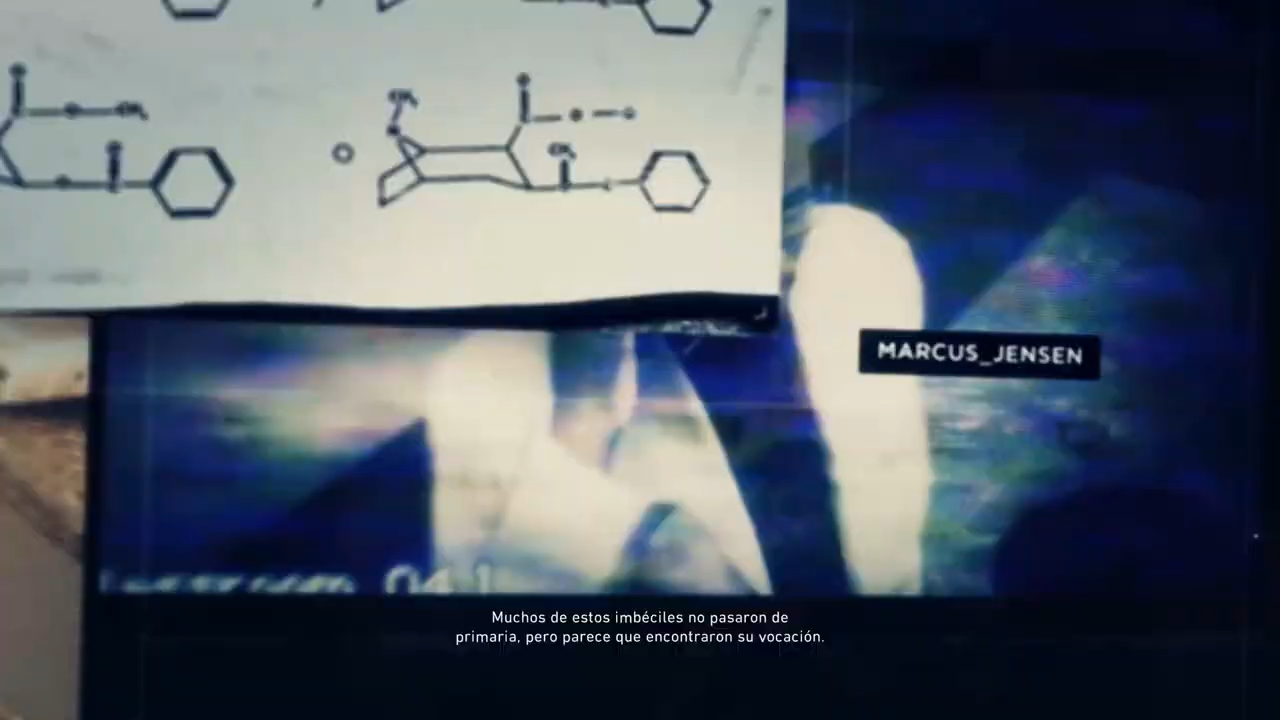 MARCUS_JENSEN
Muchos de estos imbéciles no pasaron de
primaria, pero parece que encontraron su vocación.